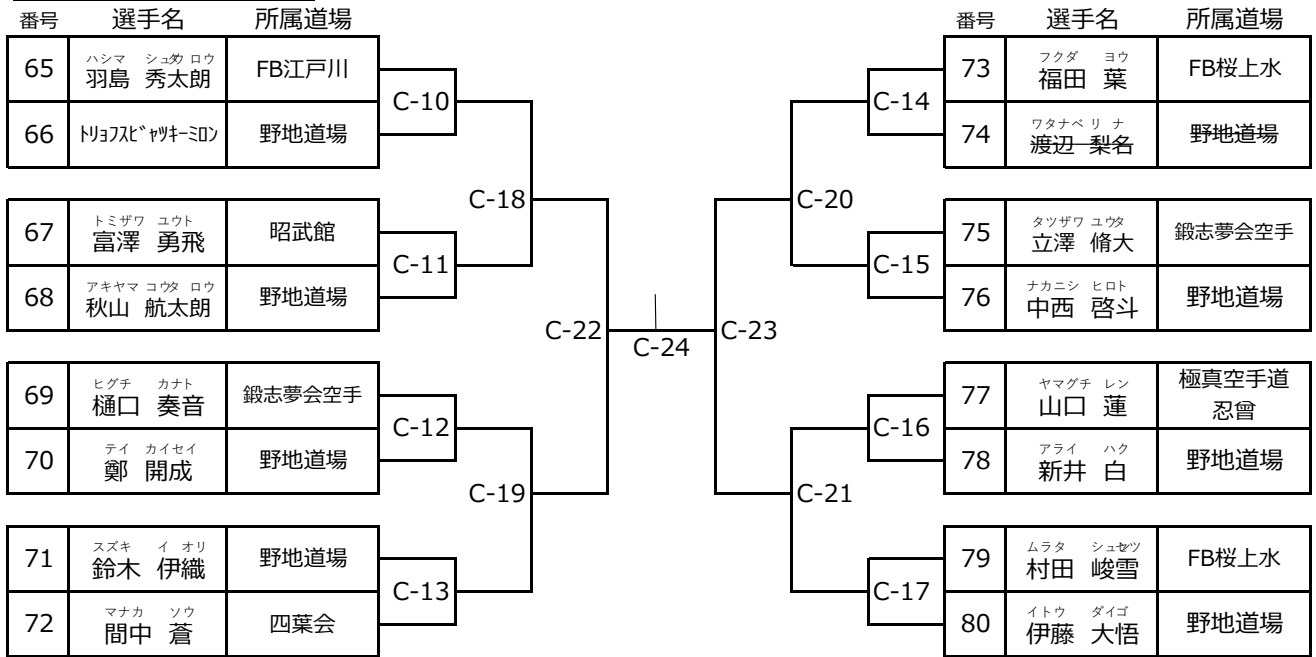 番号 選手名 所属道場
65 ハシマ シュウタロウ 羽島 秀太朗 FB江戸川
C-10
66 トリョフスビャツキーミロン 野地道場
C-18
67 トミザワ ユウト 富澤 勇飛 昭武館
C-11
68 アキヤマ コウタロウ 秋山 航太朗 野地道場
C-22
69 ヒグチ カナト 樋口 奏音 鍛志夢会空手
C-12
70 テイ カイセイ 鄭 開成 野地道場
C-19
71 スズキ イオリ 鈴木 伊織 野地道場
C-13
72 マナカ ソウ 間中 蒼 四葉会
C-24
番号 選手名 所属道場
73 フクダ ヨウ 福田 葉 FB桜上水
C-14
74 ワタナベ リナ 渡辺 梨名 野地道場
C-20
75 タツザワ ユウタ 立澤 脩大 鍛志夢会空手
C-15
76 ナカニシ ヒロト 中西 啓斗 野地道場
C-23
77 ヤマグチ レン 山口 蓮 極真空手道
忍曾
C-16
78 アライ ハク 新井 白 野地道場
C-21
79 ムラタ シュンセツ 村田 峻雪 FB桜上水
C-17
80 イトウ ダイゴ 伊藤 大悟 野地道場